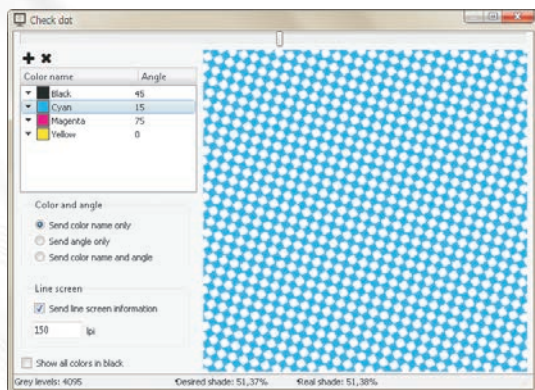 Check dot
Color name Angle
Black 45
Cyan 15
Magenta 75
Yellow 0
Color and angle
Send color name only
Send angle only
Send color name and angle
Line screen
Send line screen information
150 lpi
Show all colors in black
Grey levels: 4095 Desired shade: 51,37% Real shade: 51,38%